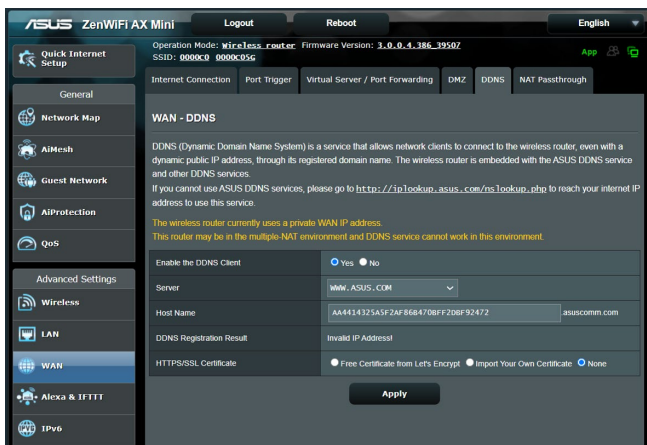 ASUS ZenWiFi AX Mini Logout Reboot English
Quick Internet Setup
Operation Mode: Wireless router Firmware Version: 3.0.0.4.386_39507
SSID: 0000C0 0000C05G
App
Internet Connection Port Trigger Virtual Server / Port Forwarding DMZ DDNS NAT Passthrough
General
Network Map
AiMesh
Guest Network
AiProtection
QoS
Advanced Settings
Wireless
LAN
WAN
Alexa & IFTTT
IPv6
WAN - DDNS
DDNS (Dynamic Domain Name System) is a service that allows network clients to connect to the wireless router, even with a
dynamic public IP address, through its registered domain name. The wireless router is embedded with the ASUS DDNS service
and other DDNS services.
If you cannot use ASUS DDNS services, please go to http://iplookup.asus.com/nslookup.php to reach your internet IP
address to use this service.
The wireless router currently uses a private WAN IP address.
This router may be in the multiple-NAT environment and DDNS service cannot work in this environment.
Enable the DDNS Client Yes No
Server WWW.ASUS.COM
Host Name AA4414325A5F2AF86B470BFF2DBF92472 .asuscomm.com
DDNS Registration Result Invalid IP Address!
HTTPS/SSL Certificate Free Certificate from Let's Encrypt Import Your Own Certificate None
Apply